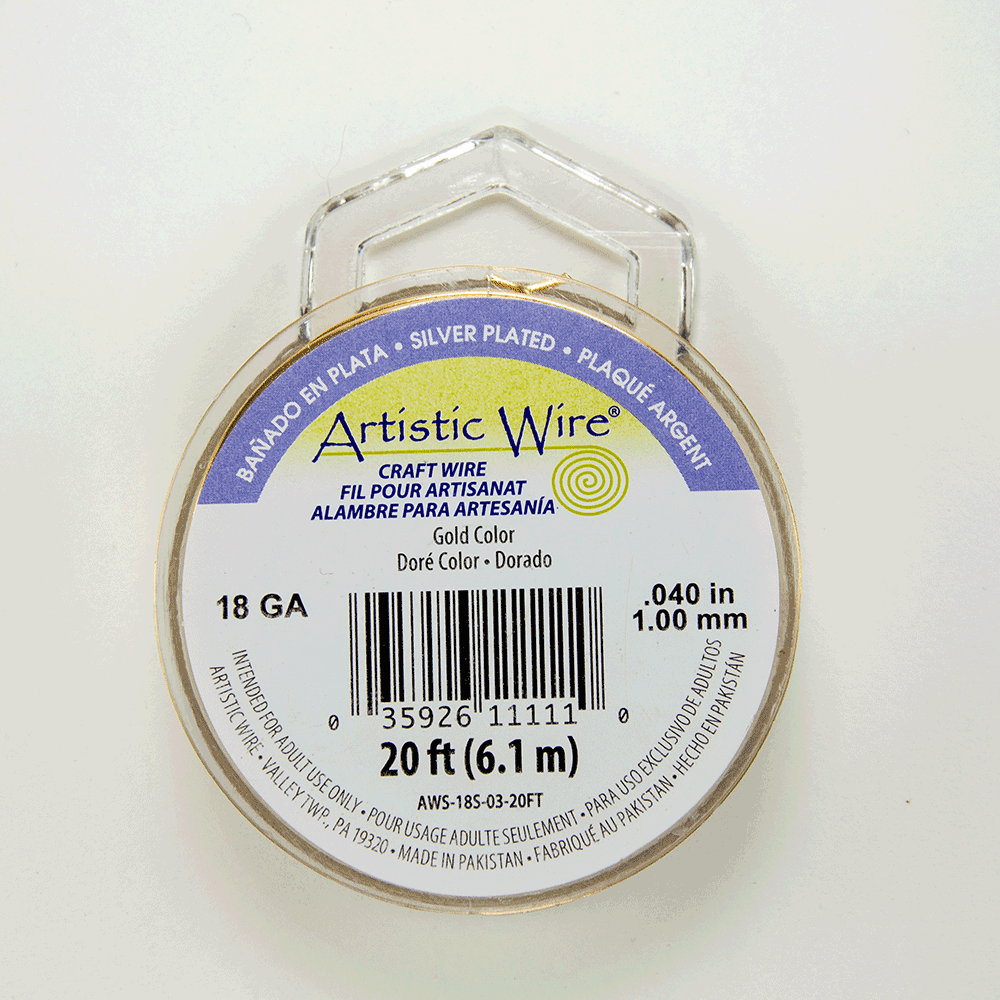 BAÑADO EN PLATA • SILVER PLATED • PLAQUÉ ARGENT
Artistic Wire®
CRAFT WIRE
FIL POUR ARTISANAT
ALAMBRE PARA ARTESANÍA
Gold Color
Doré Color • Dorado
18 GA
.040 in
1.00 mm
0 35926 11111 0
20 ft (6.1 m)
AWS-18S-03-20FT
INTENDED FOR ADULT USE ONLY • POUR USAGE ADULTE SEULEMENT • PARA USO EXCLUSIVO DE ADULTOS
ARTISTIC WIRE • VALLEY TWP., PA 19320 • MADE IN PAKISTAN • FABRIQUÉ AU PAKISTAN • HECHO EN PAKISTÁN